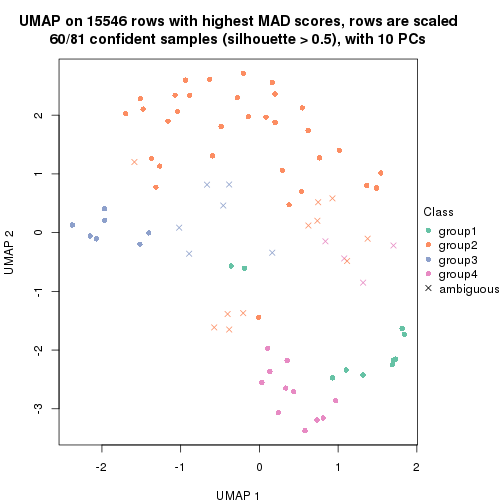 UMAP on 15546 rows with highest MAD scores, rows are scaled
60/81 confident samples (silhouette > 0.5), with 10 PCs
2
1
0
-1
-2
-3
UMAP 2
-2
-1
0
1
2
UMAP 1
Class
group1
group2
group3
group4
ambiguous